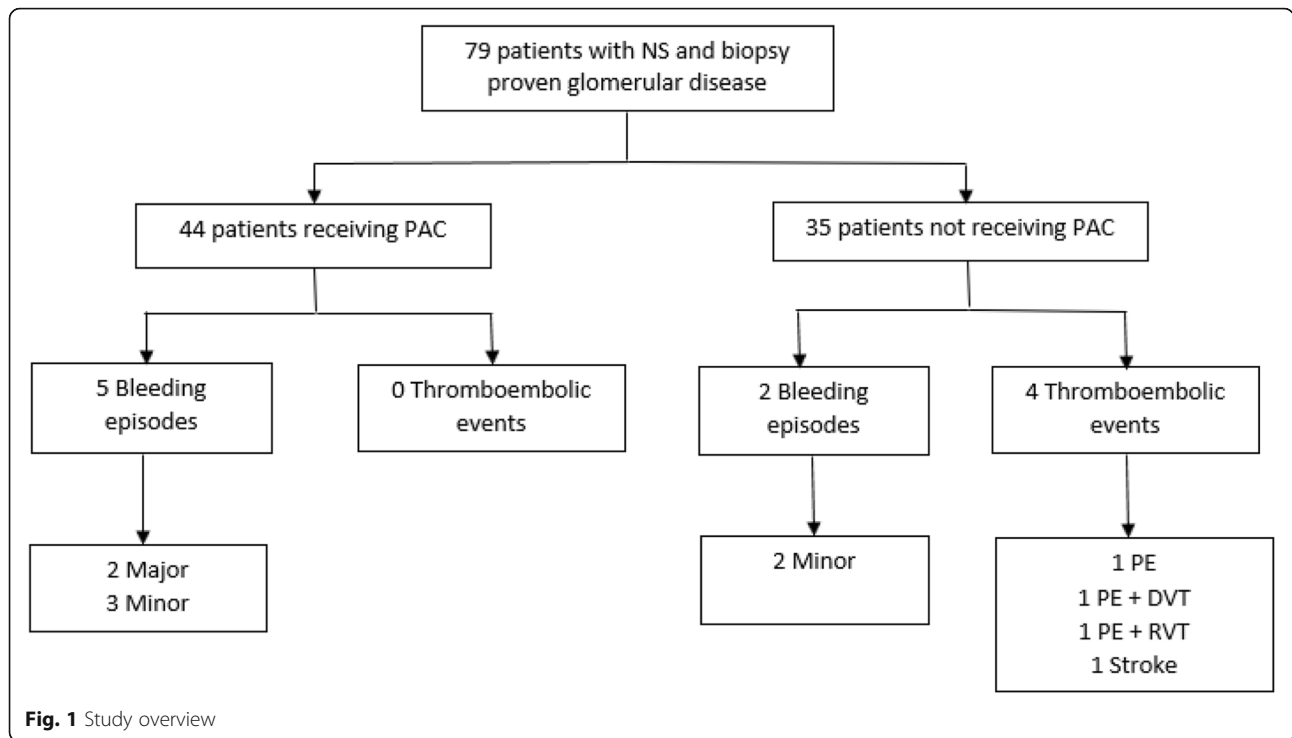 79 patients with NS and biopsy
proven glomerular disease
44 patients receiving PAC
35 patients not receiving PAC
5 Bleeding
episodes
0 Thromboembolic
events
2 Bleeding
episodes
4 Thromboembolic
events
2 Major
3 Minor
2 Minor
1 PE
1 PE + DVT
1 PE + RVT
1 Stroke
Fig. 1 Study overview